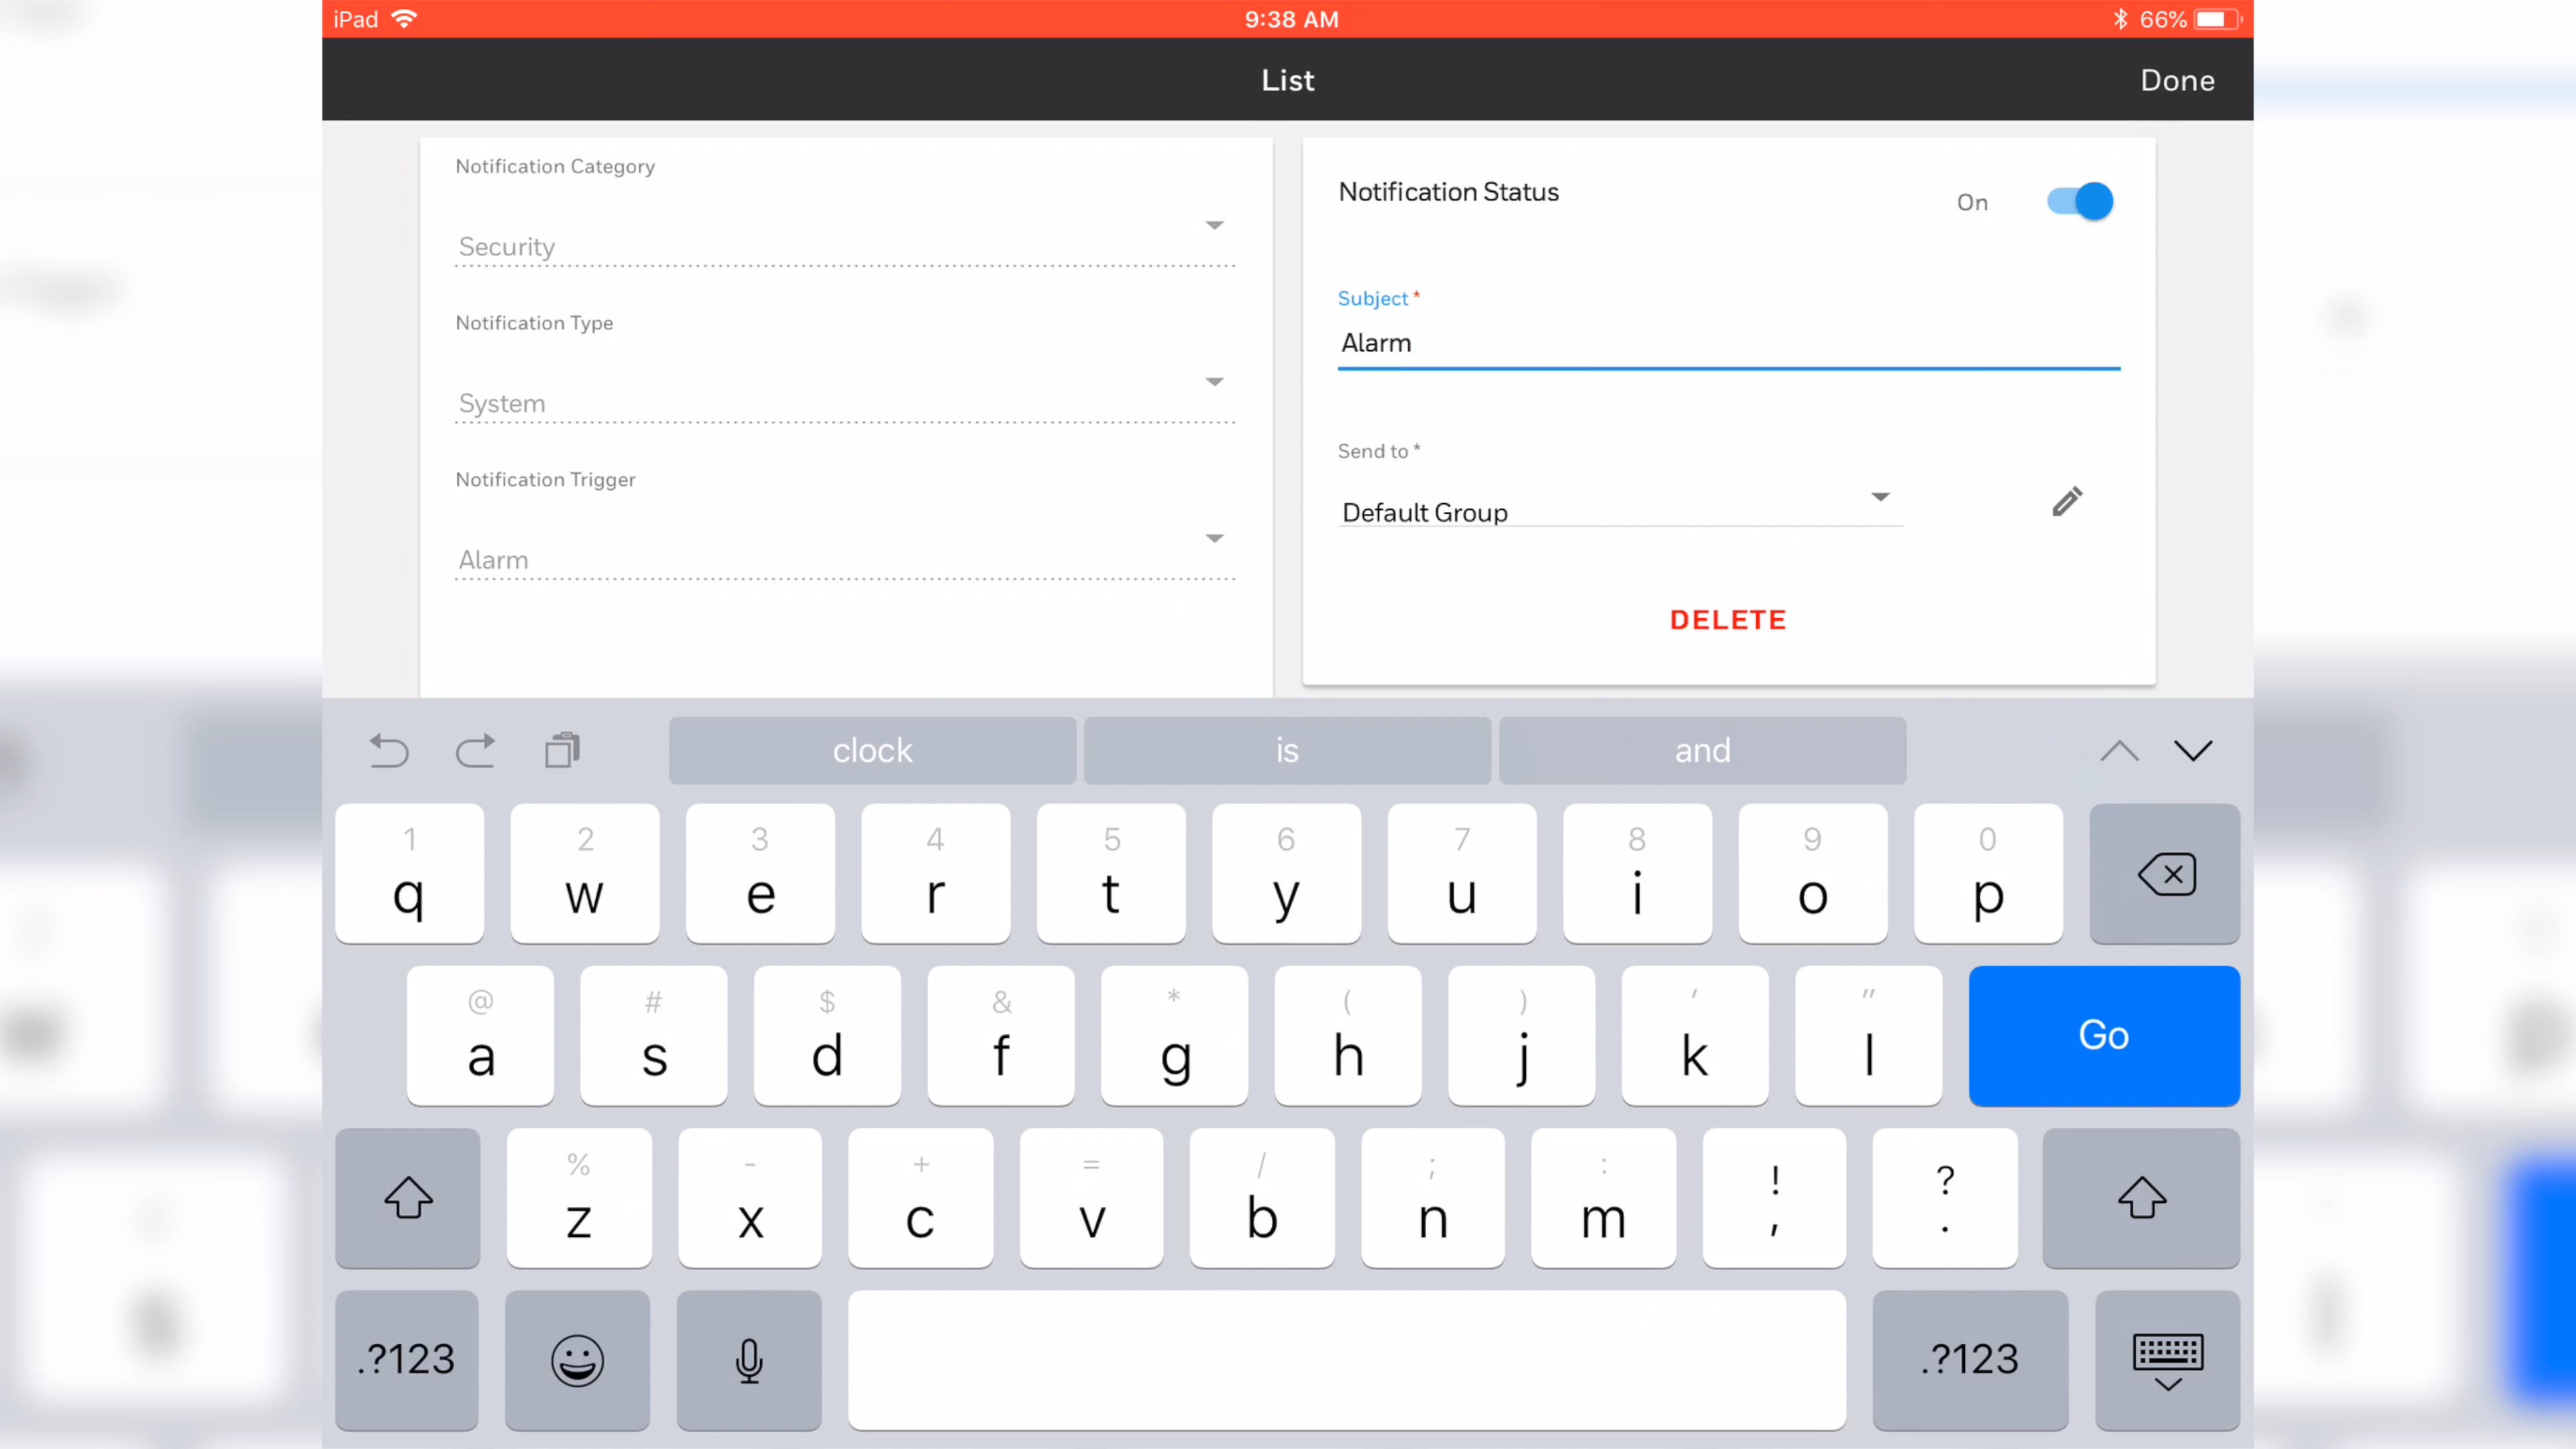 iPad
9:38 AM
66%
List
Done
Notification Category
Security
Notification Type
System
Notification Trigger
Alarm
Notification Status
On
Subject *
Alarm
Send to *
Default Group
DELETE
clock is and
1 2 3 4 5 6 7 8 9 0
q w e r t y u i o p
@ # $ & * ( ) ' "
a s d f g h j k l
Go
% - + = / ; : ! ?
z x c v b n m , .
.?123
.?123